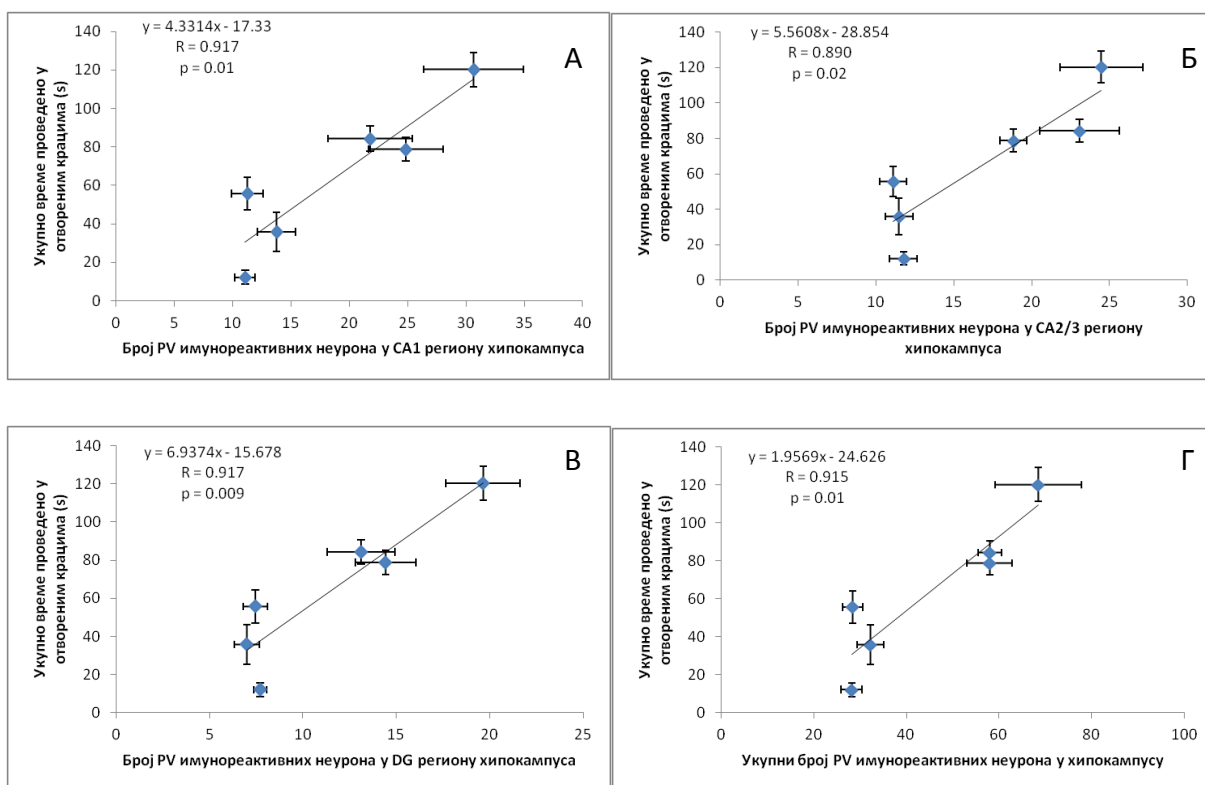 y = 4.3314x - 17.33
R = 0.917
p = 0.01
А
Укупно време проведено у
отвореним крацима (s)
140
120
100
80
60
40
20
0
0 5 10 15 20 25 30 35 40
Број PV имунореактивних неурона у CA1 региону хипокампуса
y = 5.5608x - 28.854
R = 0.890
p = 0.02
Б
Укупно време проведено у
отвореним крацима (s)
140
120
100
80
60
40
20
0
0 5 10 15 20 25 30
Број PV имунореактивних неурона у CA2/3 региону
хипокампуса
y = 6.9374x - 15.678
R = 0.917
p = 0.009
В
Укупно време проведено у
отвореним крацима (s)
140
120
100
80
60
40
20
0
0 5 10 15 20 25
Број PV имунореактивних неурона у DG региону хипокампуса
y = 1.9569x - 24.626
R = 0.915
p = 0.01
Г
Укупно време проведено у
отвореним крацима (s)
140
120
100
80
60
40
20
0
0 20 40 60 80 100
Укупни број PV имунореактивних неурона у хипокампусу